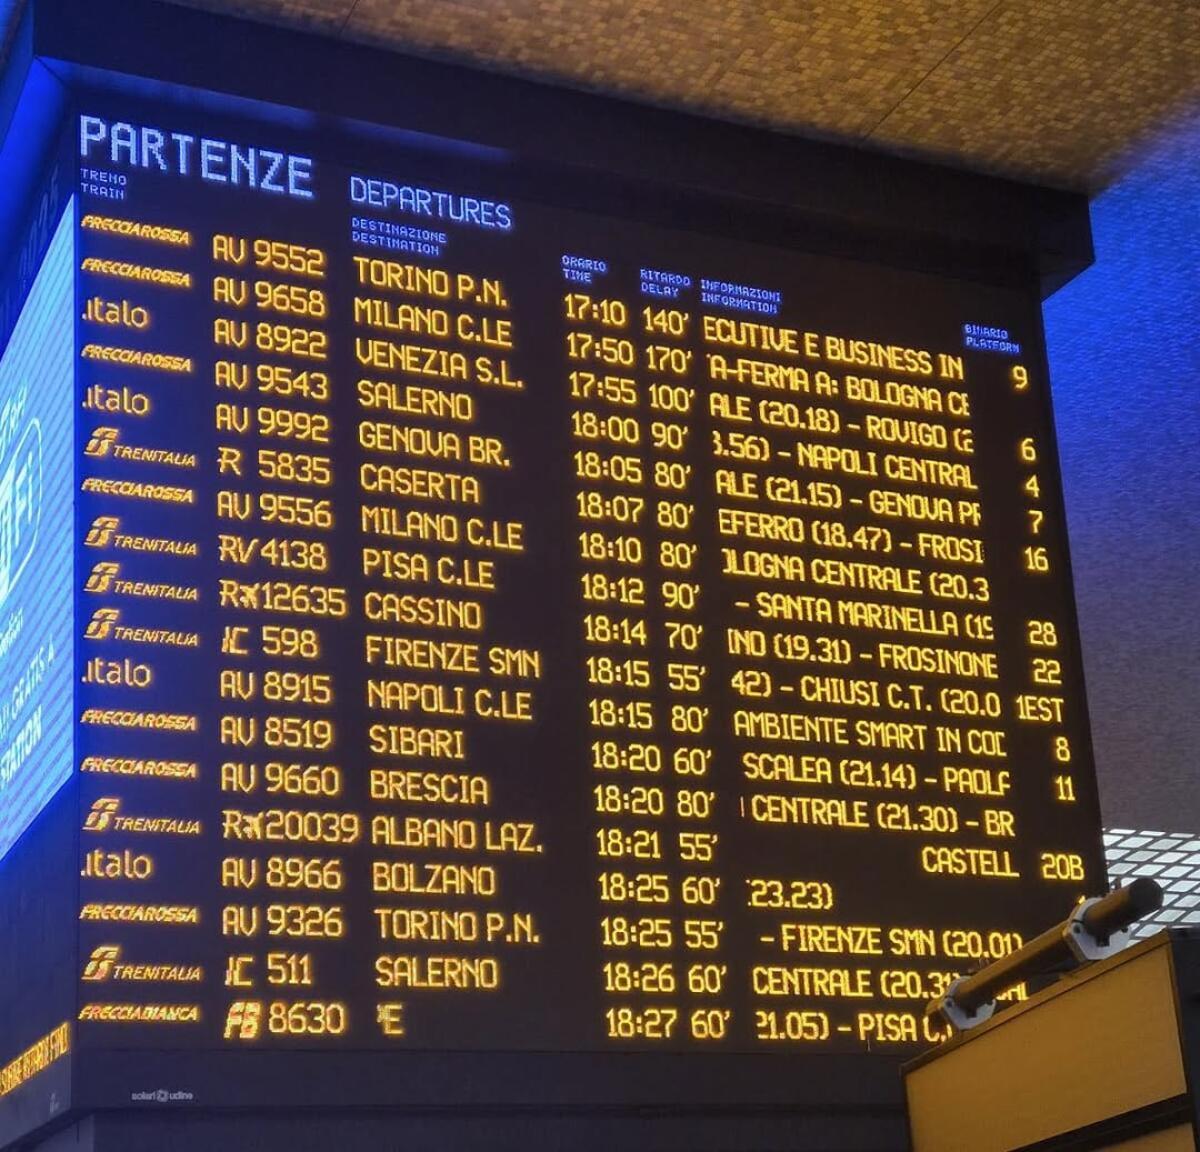 PARTENZE DEPARTURES
TRENO DESTINAZIONE ORARIO RITARDO INFORMAZIONI BINARIO
TRAIN DESTINATION TIME DELAY INFORMATION PLATFORM
FRECCIAROSSA AV 9552 TORINO P.N. 17:10 140' ECUTIVE E BUSINESS IN 9
FRECCIAROSSA AV 9658 MILANO C.LE 17:50 170' A-FERMA A: BOLOGNA CE
.italo AV 8922 VENEZIA S.L. 17:55 100' ALE (20.18) - ROVIGO (2 6
FRECCIAROSSA AV 9543 SALERNO 18:00 90' 3.56) - NAPOLI CENTRAL 4
.italo AV 9992 GENOVA BR. 18:05 80' ALE (21.15) - GENOVA PR 7
TRENITALIA R 5835 CASERTA 18:07 80' EFERRO (18.47) - FROSI 16
FRECCIAROSSA AV 9556 MILANO C.LE 18:10 80' OLOGNA CENTRALE (20.3
TRENITALIA RV 4138 PISA C.LE 18:12 90' - SANTA MARINELLA (19 28
TRENITALIA R 12635 CASSINO 18:14 70' INO (19.31) - FROSINONE 22
TRENITALIA IC 598 FIRENZE SMN 18:15 55' 42) - CHIUSI C.T. (20.0 1EST
.italo AV 8915 NAPOLI C.LE 18:15 80' AMBIENTE SMART IN COD 8
FRECCIAROSSA AV 8519 SIBARI 18:20 60' SCALEA (21.14) - PAOLA 11
FRECCIAROSSA AV 9660 BRESCIA 18:20 80' CENTRALE (21.30) - BR
TRENITALIA R 20039 ALBANO LAZ. 18:21 55' CASTELL 20B
.italo AV 8966 BOLZANO 18:25 60' 23.23)
FRECCIAROSSA AV 9326 TORINO P.N. 18:25 55' - FIRENZE SMN (20.01)
TRENITALIA IC 511 SALERNO 18:26 60' CENTRALE (20.31
FRECCIABIANCA FB 8630 18:27 60' 21.05) - PISA C.
solari udine